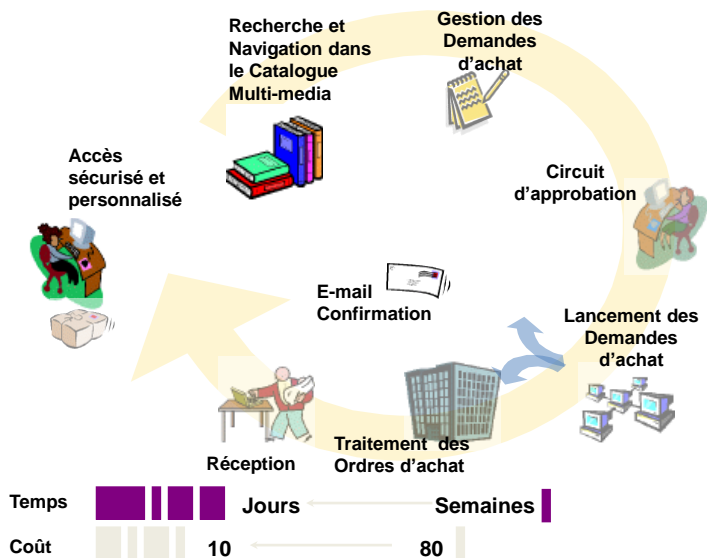 Recherche et
Navigation dans
le Catalogue
Multi-media
Gestion des
Demandes
d’achat
Accès
sécurisé et
personnalisé
Circuit
d’approbation
E-mail
Confirmation
Lancement des
Demandes
d’achat
Traitement des
Ordres d’achat
Réception
Temps Jours Semaines
Coût 10 80